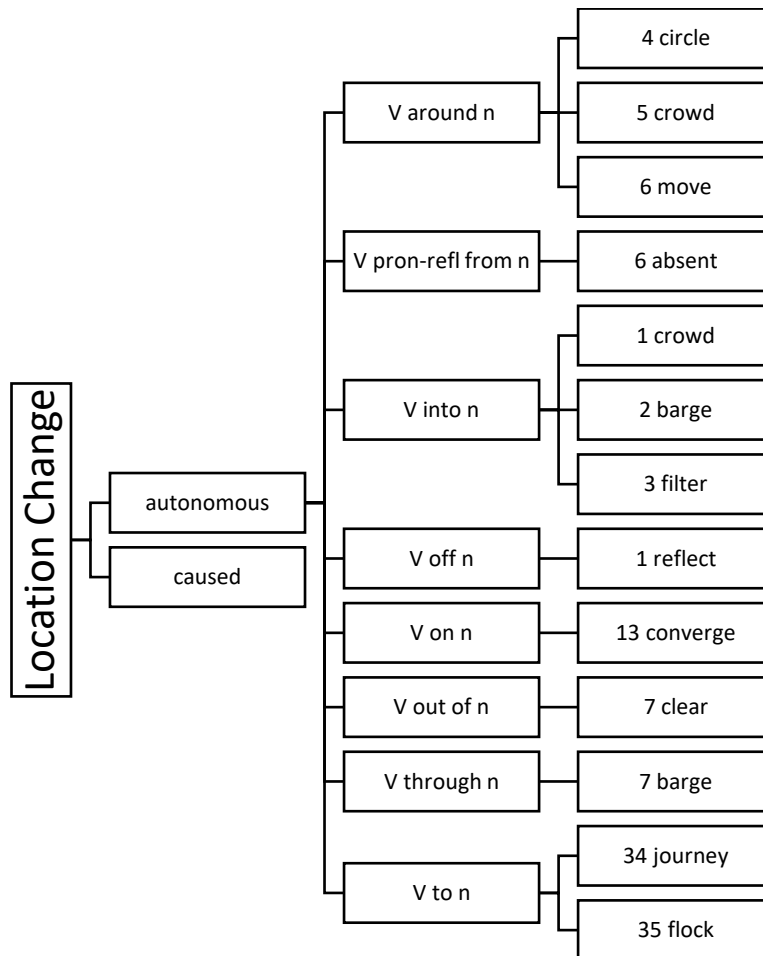 Location Change
autonomous
caused
V around n
4 circle
5 crowd
6 move
V pron-refl from n
6 absent
V into n
1 crowd
2 barge
3 filter
V off n
1 reflect
V on n
13 converge
V out of n
7 clear
V through n
7 barge
V to n
34 journey
35 flock